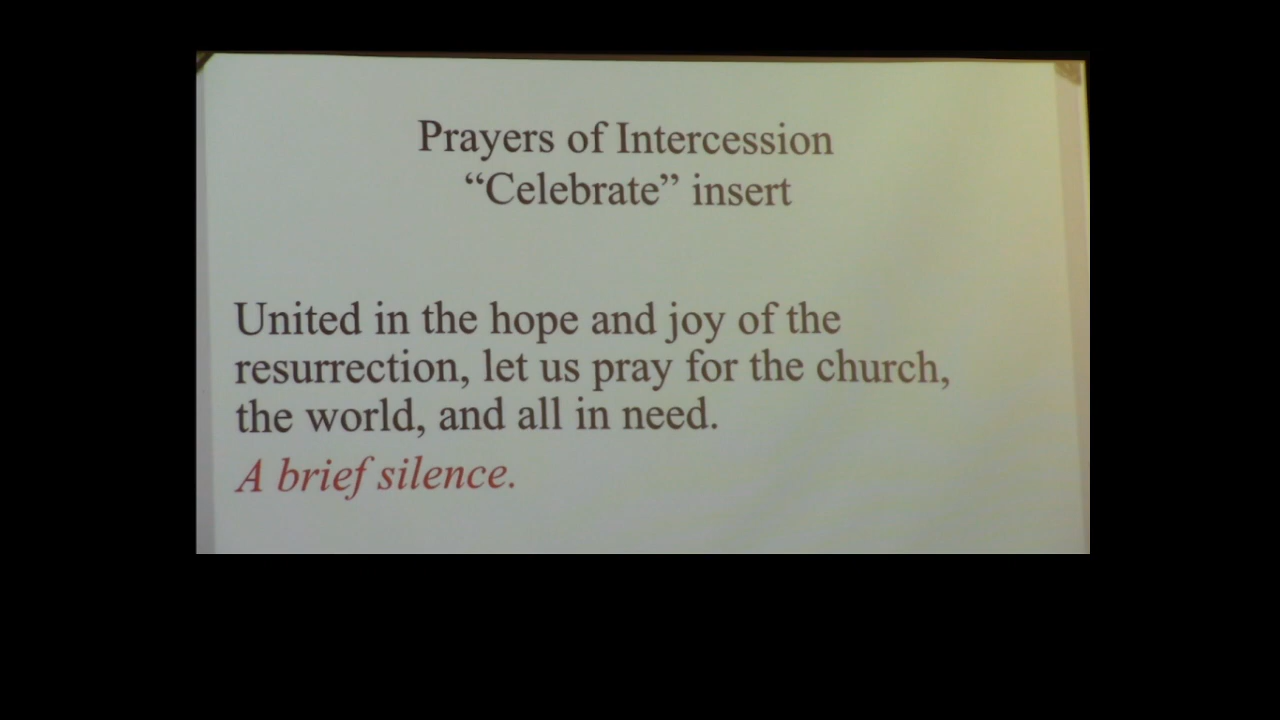 Prayers of Intercession
“Celebrate” insert
United in the hope and joy of the
resurrection, let us pray for the church,
the world, and all in need.
A brief silence.